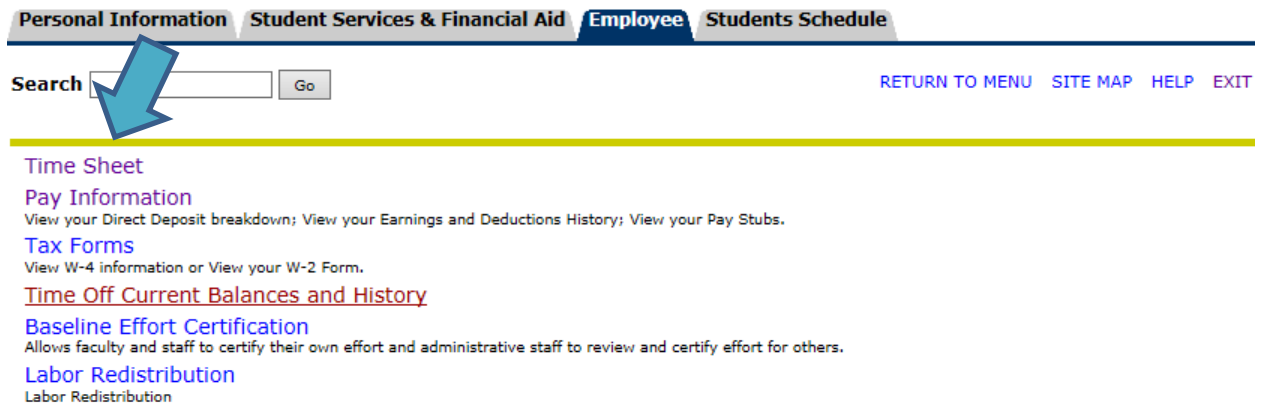 Personal Information Student Services & Financial Aid Employee Students Schedule
Search Go RETURN TO MENU SITE MAP HELP EXIT
Time Sheet
Pay Information
View your Direct Deposit breakdown; View your Earnings and Deductions History; View your Pay Stubs.
Tax Forms
View W-4 information or View your W-2 Form.
Time Off Current Balances and History
Baseline Effort Certification
Allows faculty and staff to certify their own effort and administrative staff to review and certify effort for others.
Labor Redistribution
Labor Redistribution